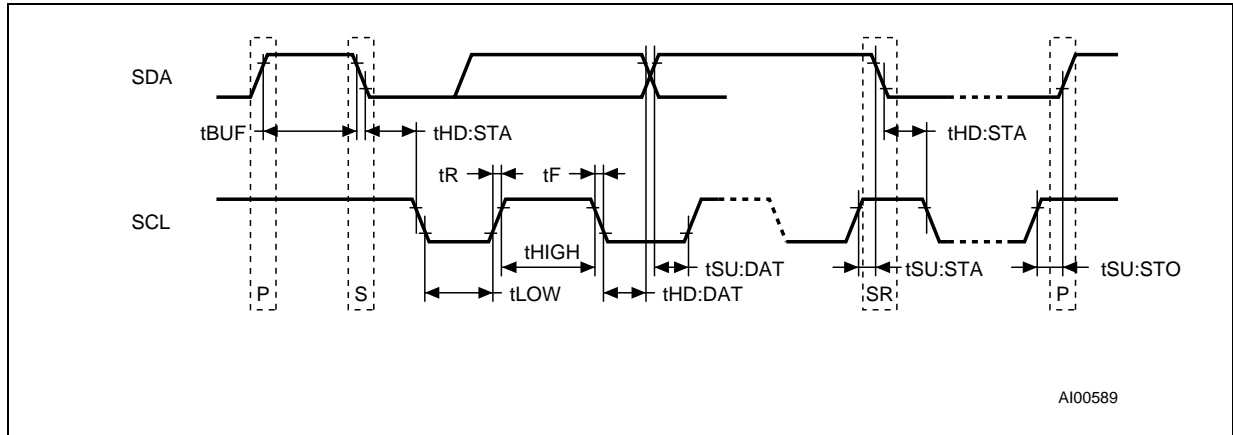 SDA
tBUF
tHD:STA
tHD:STA
tR
tF
SCL
tHIGH
tSU:DAT
tSU:STA
tSU:STO
P
S
tLOW
tHD:DAT
SR
P
AI00589